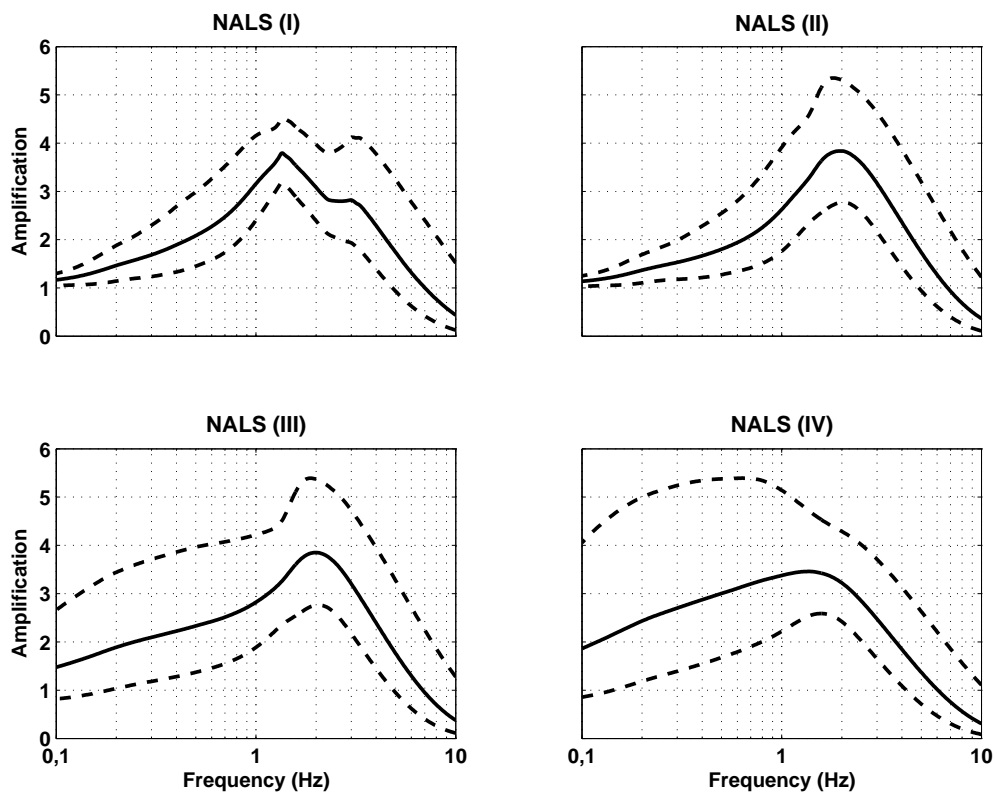 NALS (I)
NALS (II)
6
5
4
3
2
1
0
Amplification
NALS (III)
NALS (IV)
6
5
4
3
2
1
0
Amplification
0,1
1
10
Frequency (Hz)
0,1
1
10
Frequency (Hz)